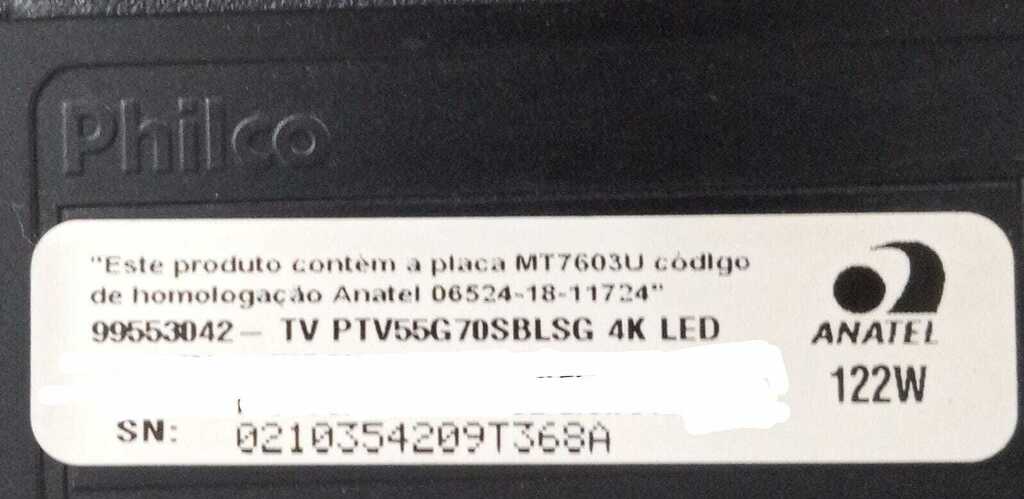 Philco
"Este produto contèm a placa MT7603U código
de homologação Anatel 06524-18-11724"
99553042- TV PTV55G70SBLSG 4K LED
ANATEL
122W
SN: 0210354209T368A